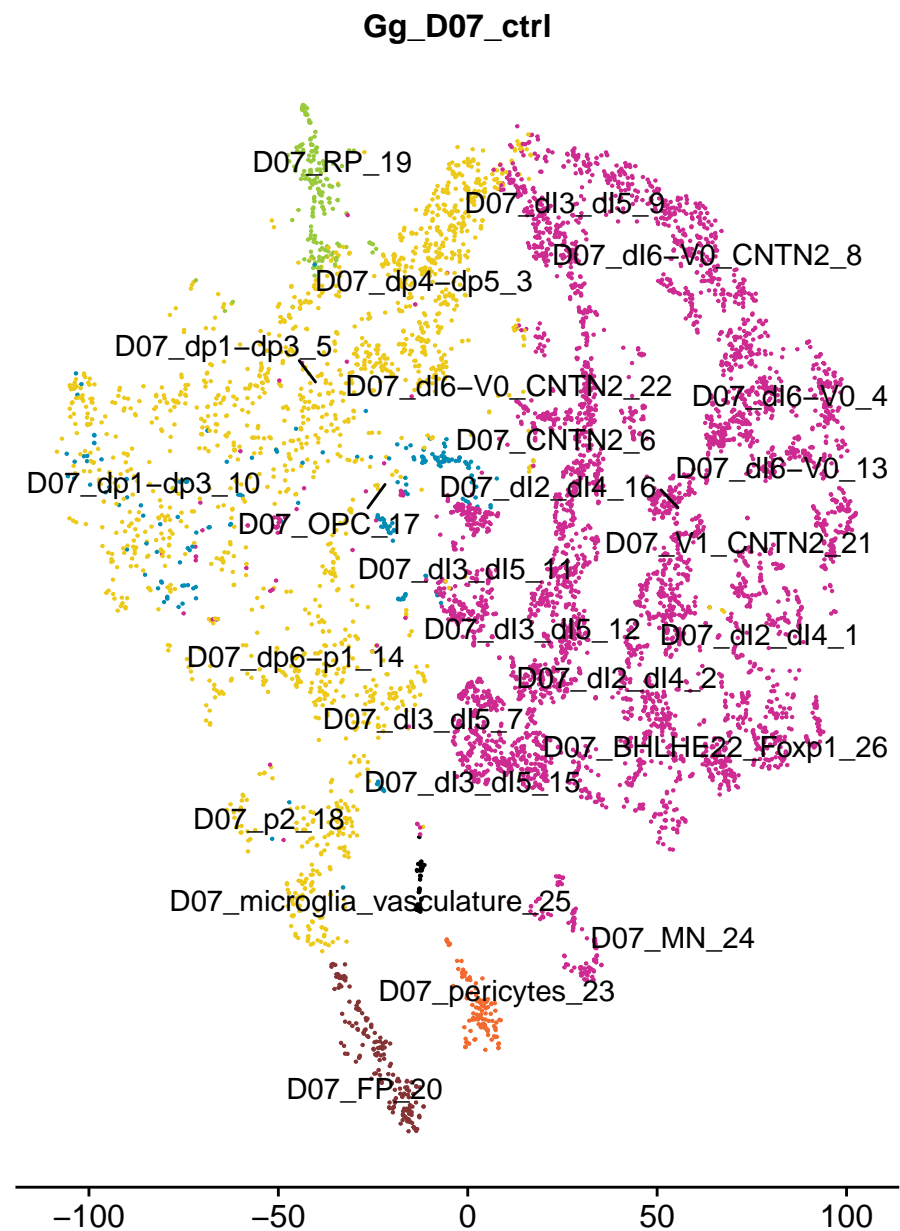 Gg_D07_ctrl
D07_RP_19
D07_dI3_dI5_9
D07_dI6−V0_CNTN2_8
D07_dp4−dp5_3
D07_dp1−dp3_5
D07_dI6−V0_CNTN2_22
D07_dI6−V0_4
D07_CNTN2_6
D07_dI6−V0_13
D07_dp1−dp3_10
D07_dI2_dI4_16
D07_OPC_17
D07_V1_CNTN2_21
D07_dI3_dI5_11
D07_dI3_dI5_12
D07_dI2_dI4_1
D07_dp6−p1_14
D07_dI2_dI4_2
D07_dI3_dI5_7
D07_BHLHE22_Foxp1_26
D07_dI3_dI5_15
D07_p2_18
D07_microglia_vasculature_25
D07_MN_24
D07_pericytes_23
D07_FP_20
−100 −50 0 50 100